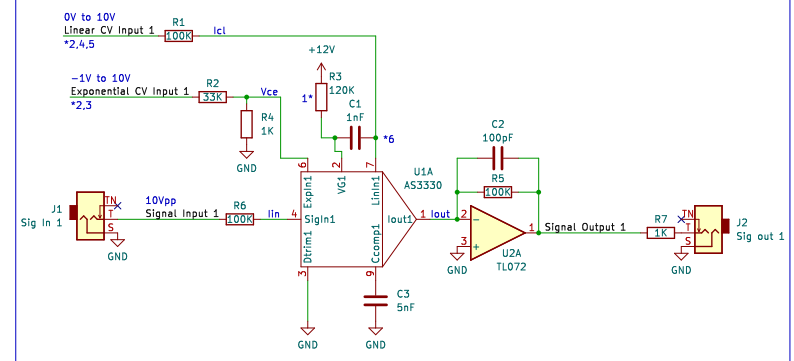 0V to 10V
Linear CV Input 1
*2,4,5
R1
100K
Icl
-1V to 10V
Exponential CV Input 1
*2,3
R2
33K
Vce
R4
1K
GND
+12V
R3
120K
1*
C1
1nF
*6
6
2
7
ExpIn1
VG1
LinIn1
U1A
AS3330
J1
Sig In 1
TN
T
S
GND
10Vpp
Signal Input 1
R6
100K
Iin
4
SigIn1
Iout1
1
Iout
Dtrim1
Ccomp1
3
9
GND
C3
5nF
GND
C2
100pF
R5
100K
2
-
3
+
1
GND
U2A
TL072
Signal Output 1
R7
1K
TN
T
S
GND
J2
Sig out 1